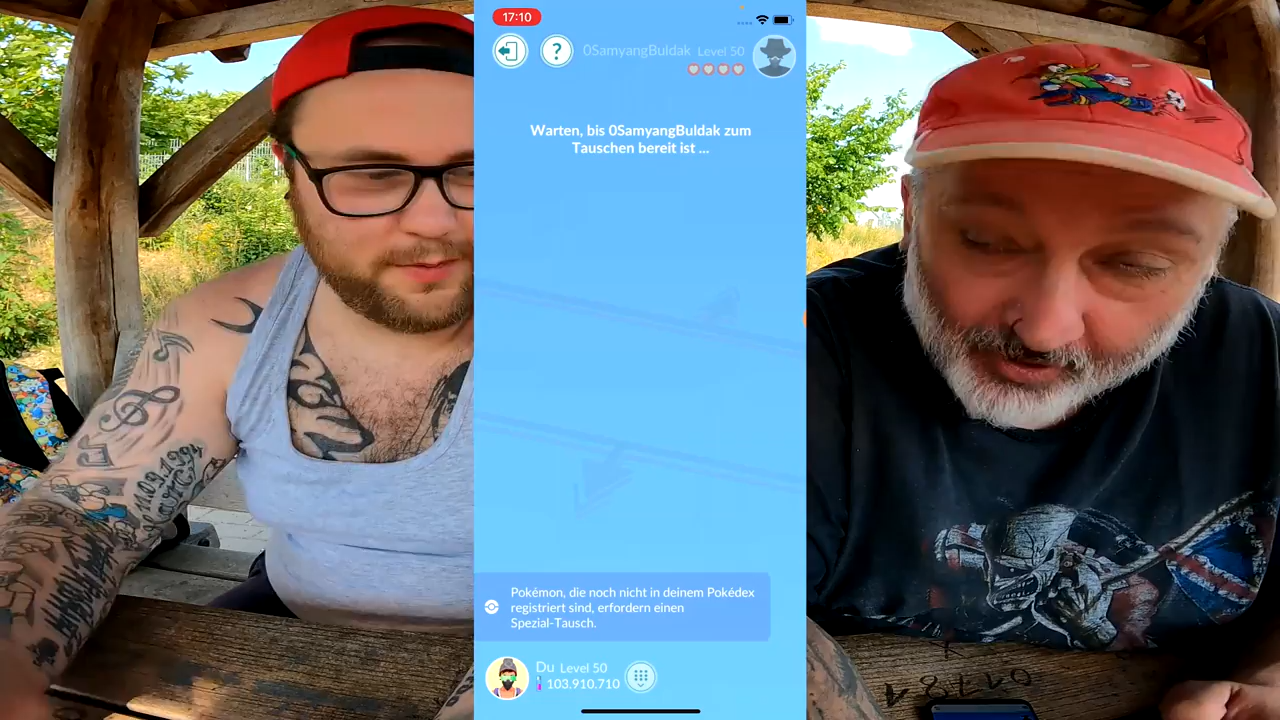 17:10
0SamyangBuldak Level 50
Warten, bis 0SamyangBuldak zum
Tauschen bereit ist ...
Pokémon, die noch nicht in deinem Pokédex
registriert sind, erfordern einen
Spezial-Tausch.
Du Level 50
103.910.710